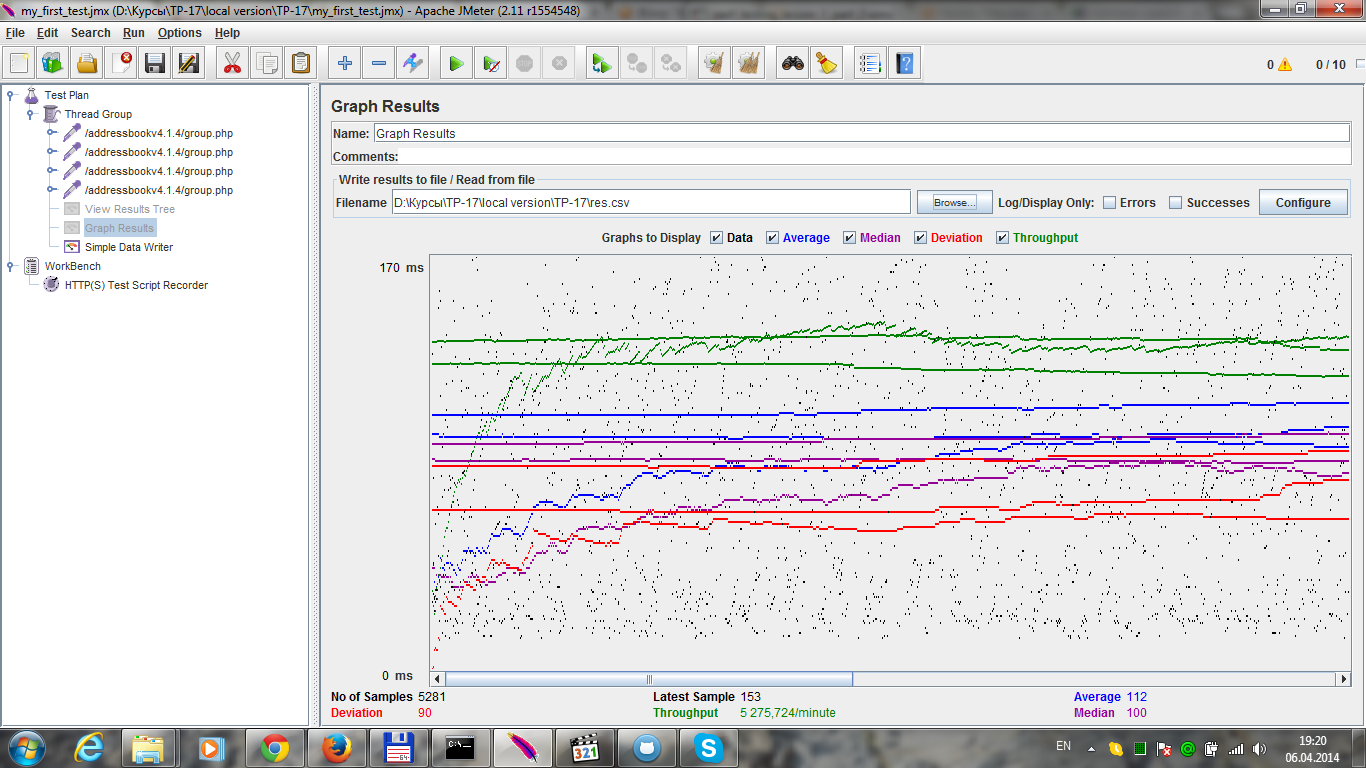 my_first_test.jmx (D:\Курсы\TP-17\local version\TP-17\my_first_test.jmx) - Apache JMeter (2.11 r1554548)
File Edit Search Run Options Help
0 0 / 10
Test Plan
Thread Group
/addressbookv4.1.4/group.php
/addressbookv4.1.4/group.php
/addressbookv4.1.4/group.php
/addressbookv4.1.4/group.php
View Results Tree
Graph Results
Simple Data Writer
WorkBench
HTTP(S) Test Script Recorder
Graph Results
Name: Graph Results
Comments:
Write results to file / Read from file
Filename D:\Курсы\TP-17\local version\TP-17\res.csv Browse... Log/Display Only: Errors Successes Configure
Graphs to Display Data Average Median Deviation Throughput
170 ms
0 ms
No of Samples 5281 Latest Sample 153 Average 112
Deviation 90 Throughput 5 275,724/minute Median 100
C:\
321
EN
19:20
06.04.2014